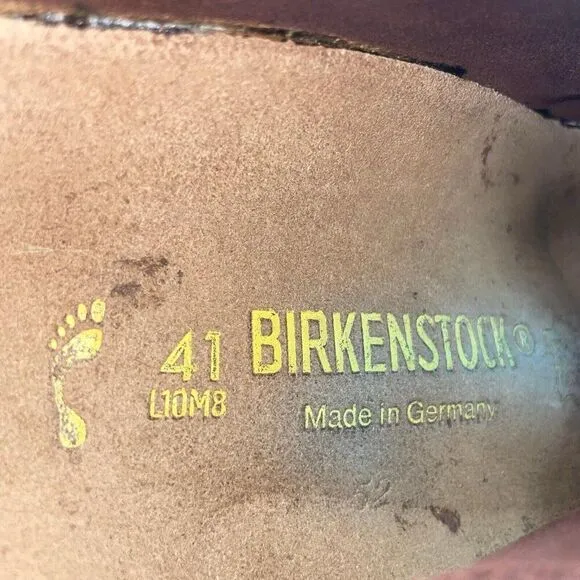 41 BIRKENSTOCK®
L10M8 Made in Germany